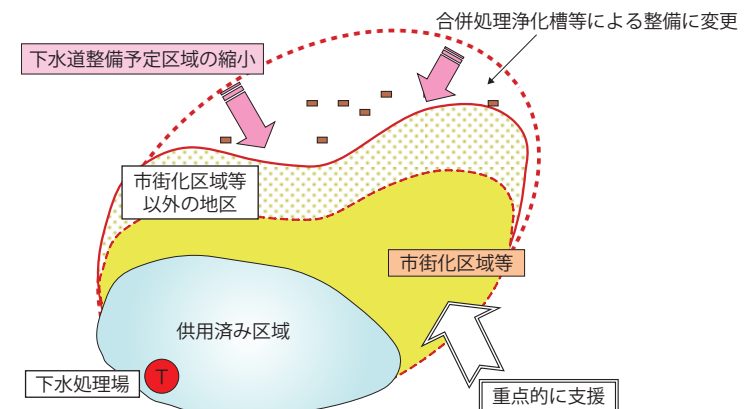 合併処理浄化槽等による整備に変更
下水道整備予定区域の縮小
市街化区域等
以外の地区
市街化区域等
供用済み区域
T
下水処理場
重点的に支援